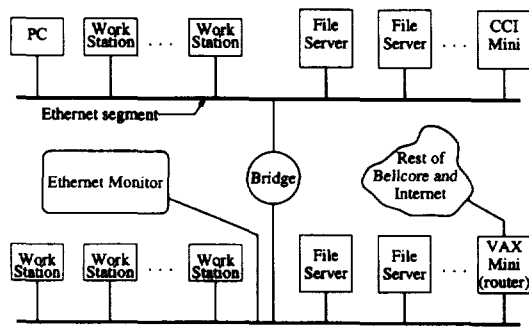 PC
Work
Station
. . .
Work
Station
File
Server
File
Server
. . .
CCI
Mini
Ethernet segment
Ethernet Monitor
Bridge
Rest of
Bellcore and
Internet
Work
Station
Work
Station
. . .
Work
Station
File
Server
File
Server
. . .
VAX
Mini
(router)